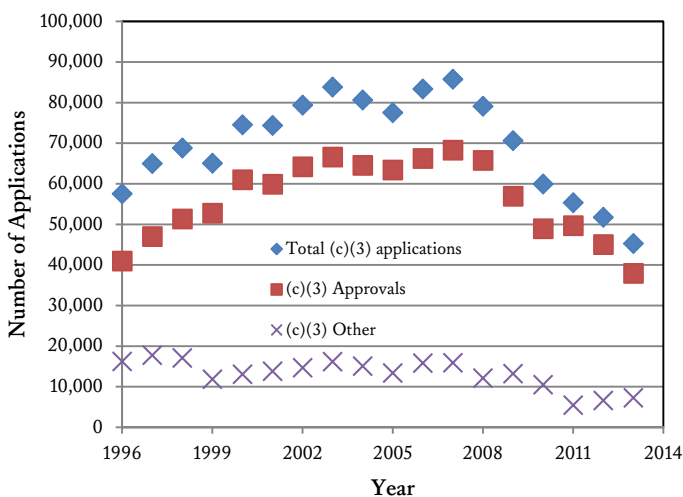 100,000
90,000
80,000
70,000
60,000
50,000
40,000
30,000
20,000
10,000
0
Number of Applications
Total (c)(3) applications
(c)(3) Approvals
(c)(3) Other
1996 1999 2002 2005 2008 2011 2014
Year